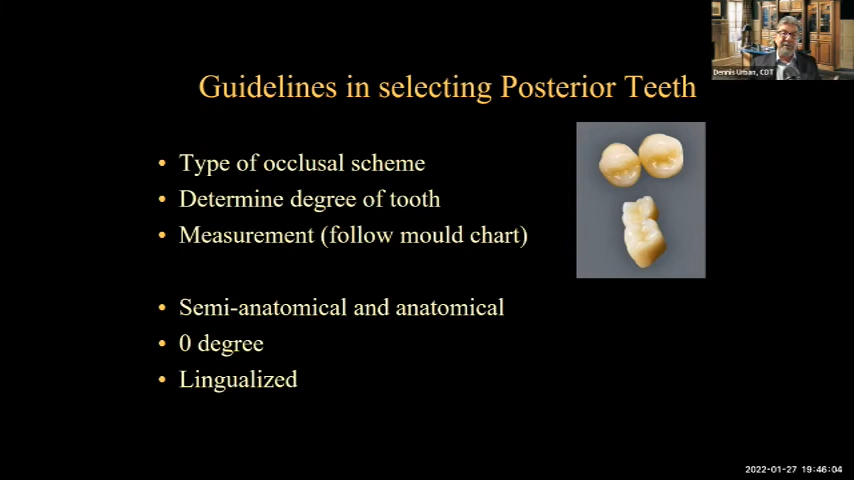 Dennis Urban, CDT
Guidelines in selecting Posterior Teeth
• Type of occlusal scheme
• Determine degree of tooth
• Measurement (follow mould chart)
• Semi-anatomical and anatomical
• 0 degree
• Lingualized
2022-01-27 19:46:04